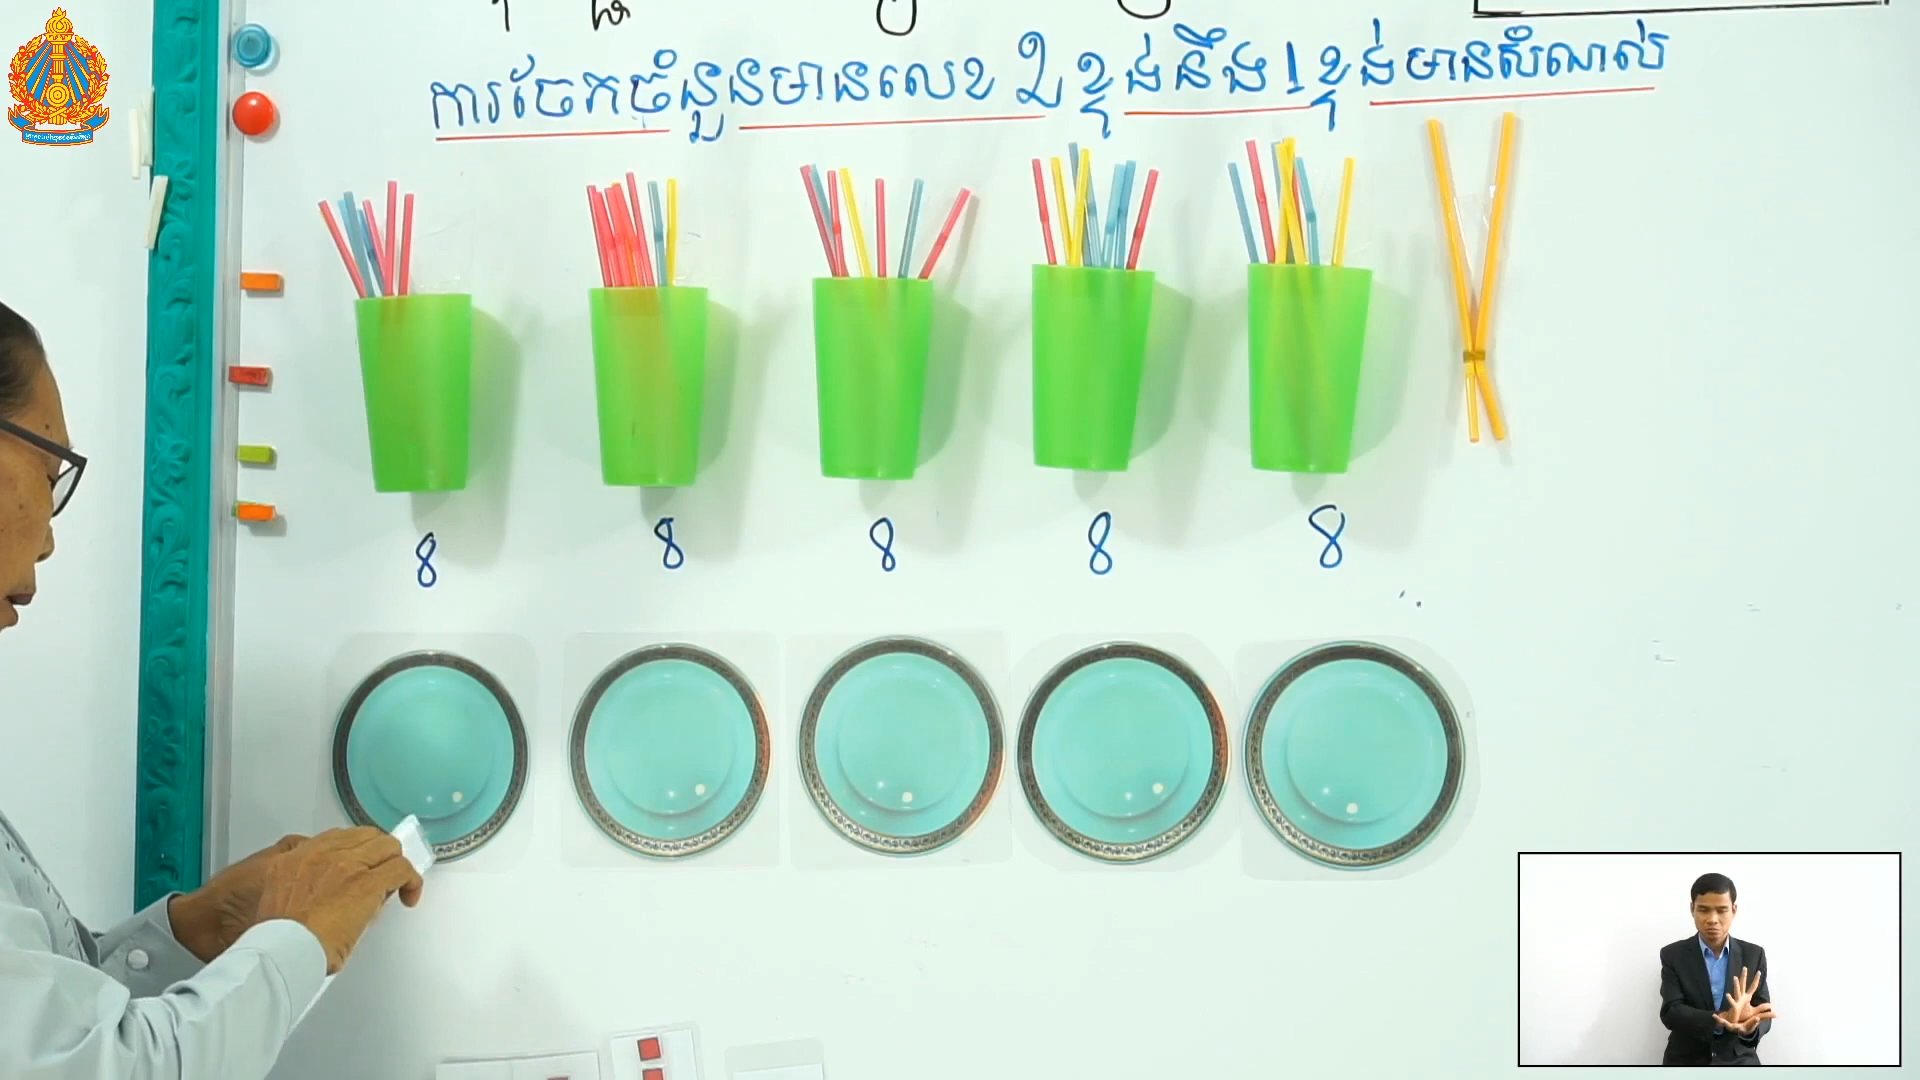 ការចែកចំនួនមានលេខ ២ ខ្ទង់នឹង ១ ខ្ទង់មានសំណល់
8 8 8 8 8